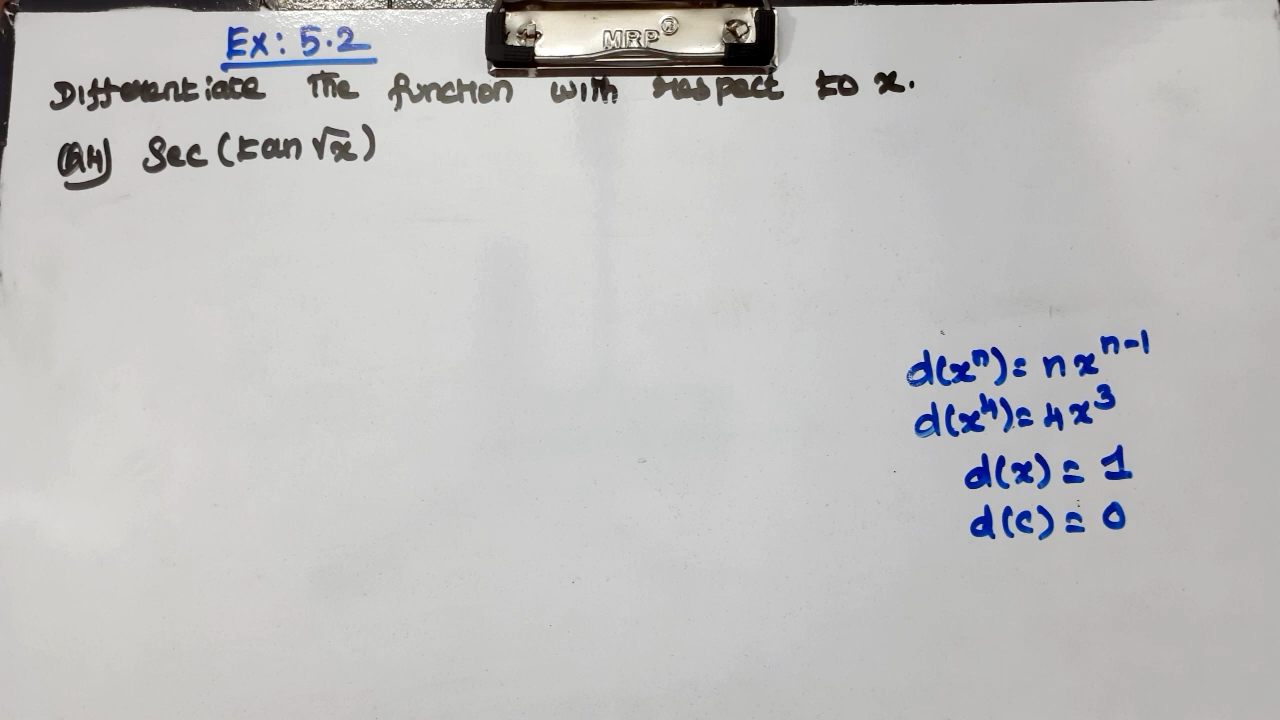 MRP®
Ex: 5.2
Differentiate The function with respect to x.
Q4) Sec (tan √x)
d(xⁿ) = n xⁿ⁻¹
d(x⁴) = 4x³
d(x) = 1
d(c) = 0